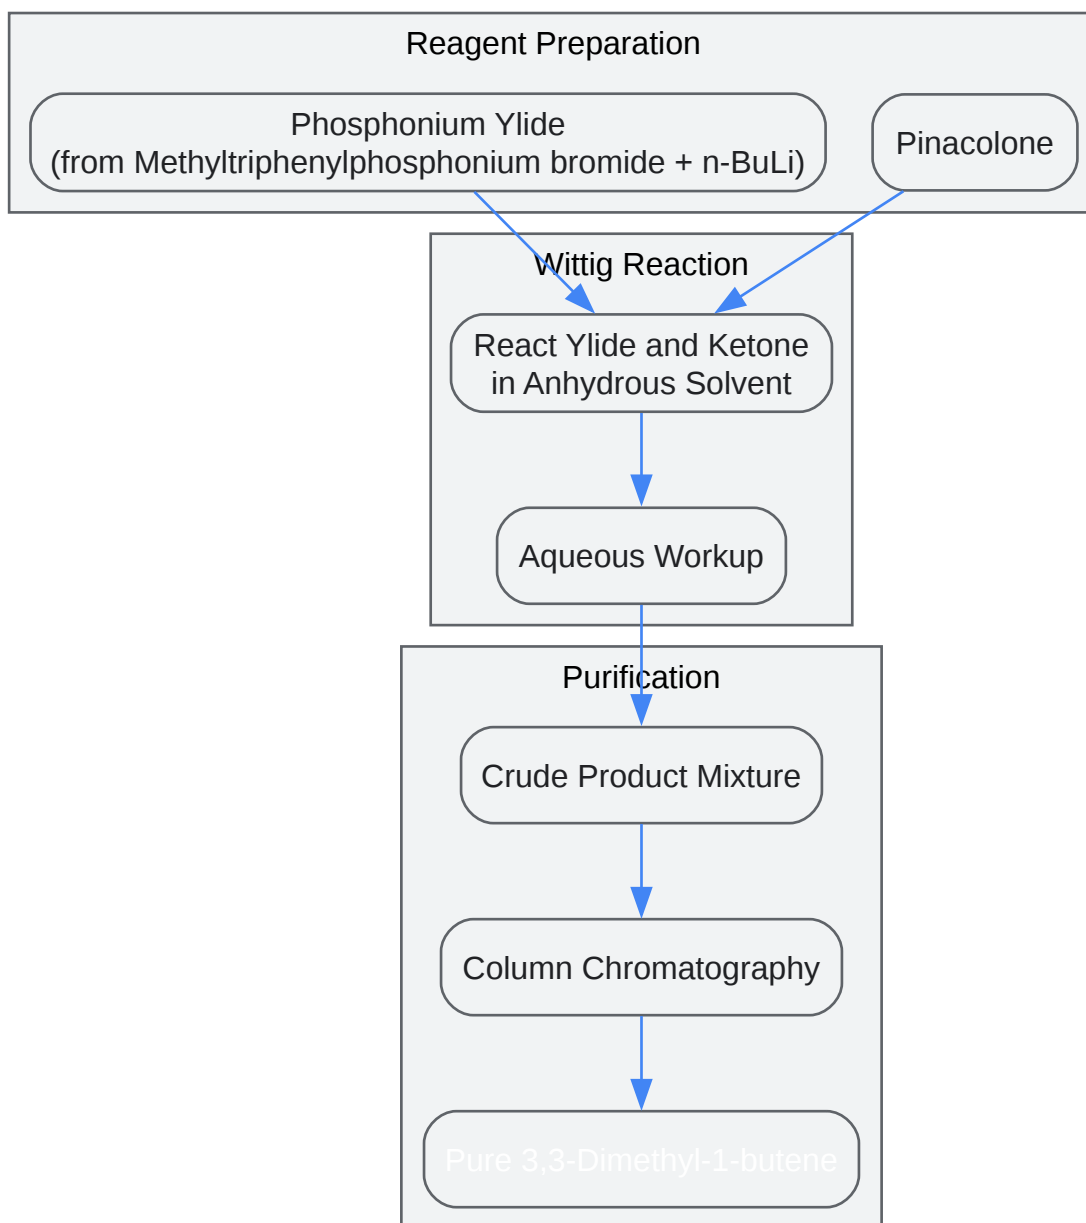 Reagent Preparation
Phosphonium Ylide
(from Methyltriphenylphosphonium bromide + n-BuLi)
Pinacolone
Wittig Reaction
React Ylide and Ketone
in Anhydrous Solvent
Aqueous Workup
Purification
Crude Product Mixture
Column Chromatography
Pure 3,3-Dimethyl-1-butene